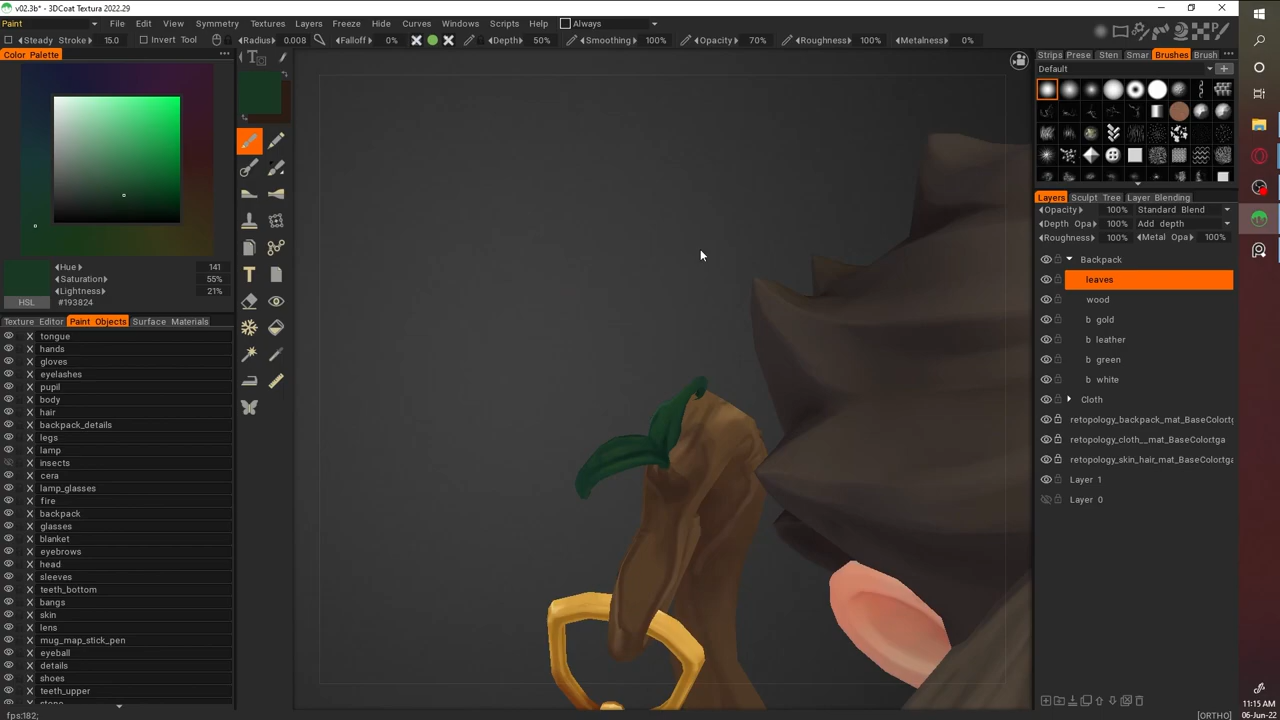 v02.3b* - 3DCoat Textura 2022.29
Paint File Edit View Symmetry Textures Layers Freeze Hide Curves Windows Scripts Help Always
Steady Stroke 15.0 Invert Tool Radius 0.008 Falloff 0% Depth 50% Smoothing 100% Opacity 70% Roughness 100% Metalness 0%
Color Palette
Hue 141
Saturation 55%
Lightness 21%
HSL #193824
Texture Editor Paint Objects Surface Materials
tongue
hands
gloves
eyelashes
pupil
body
hair
backpack_details
legs
lamp
insects
cera
lamp_glasses
fire
backpack
glasses
blanket
eyebrows
head
sleeves
teeth_bottom
bangs
skin
lens
mug_map_stick_pen
eyeball
details
shoes
teeth_upper
fps:182;
Strips Prese Sten Smar Brushes Brush
Default
Layers Sculpt Tree Layer Blending
Opacity 100% Standard Blend
Depth Opa 100% Add depth
Roughness 100% Metal Opa 100%
Backpack
leaves
wood
b gold
b leather
b green
b white
Cloth
retopology_backpack_mat_BaseColor.tg
retopology_cloth__mat_BaseColor.tga
retopology_skin_hair_mat_BaseColor.tga
Layer 1
Layer 0
[ORTHO]
11:15 AM
06-Jun-22